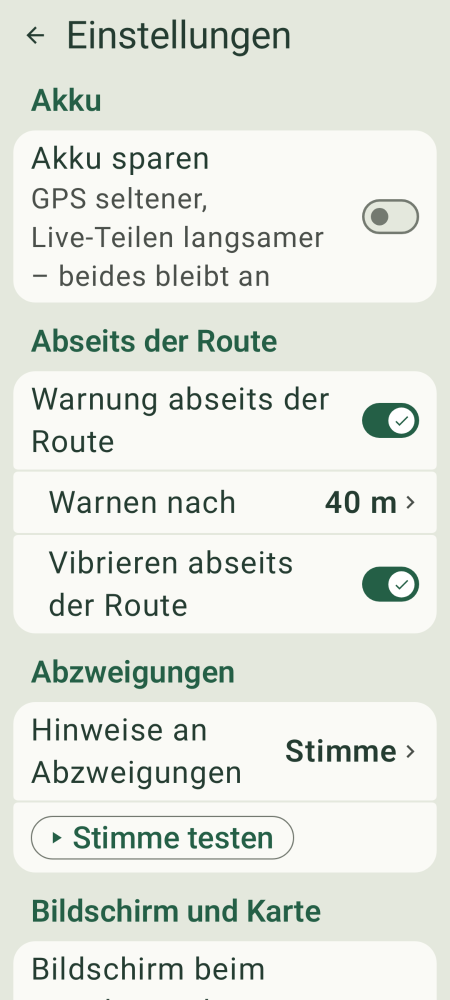 Einstellungen
Akku
Akku sparen
GPS seltener,
Live-Teilen langsamer
– beides bleibt an
Abseits der Route
Warnung abseits der
Route
Warnen nach 40 m
Vibrieren abseits
der Route
Abzweigungen
Hinweise an
Abzweigungen
Stimme
Stimme testen
Bildschirm und Karte
Bildschirm beim